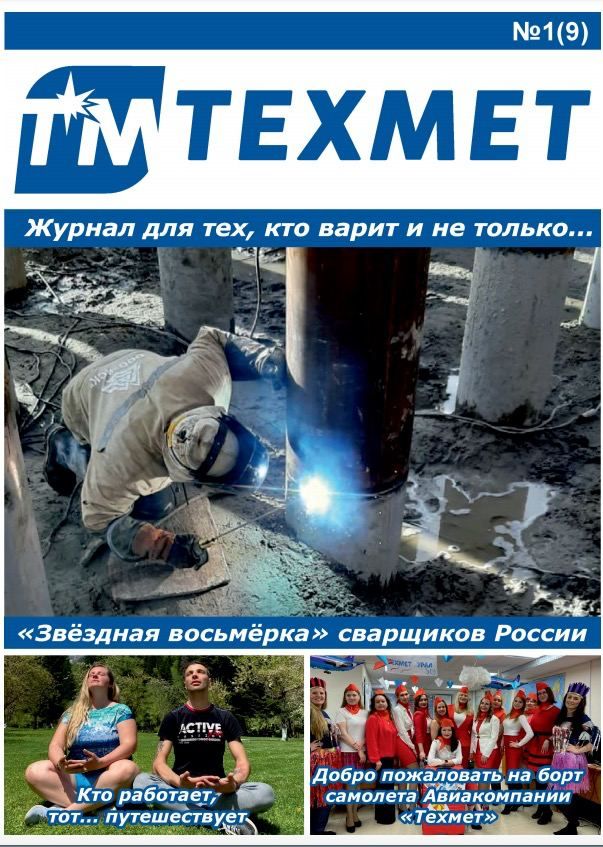 №1(9)
ТМ ТЕХМЕТ
Журнал для тех, кто варит и не только...
«Звёздная восьмёрка» сварщиков России
ACTIVE
ТЕХМЕТ УРАЛ
Кто работает,
тот... путешествует
Добро пожаловать на борт
самолета Авиакомпании
«Техмет»